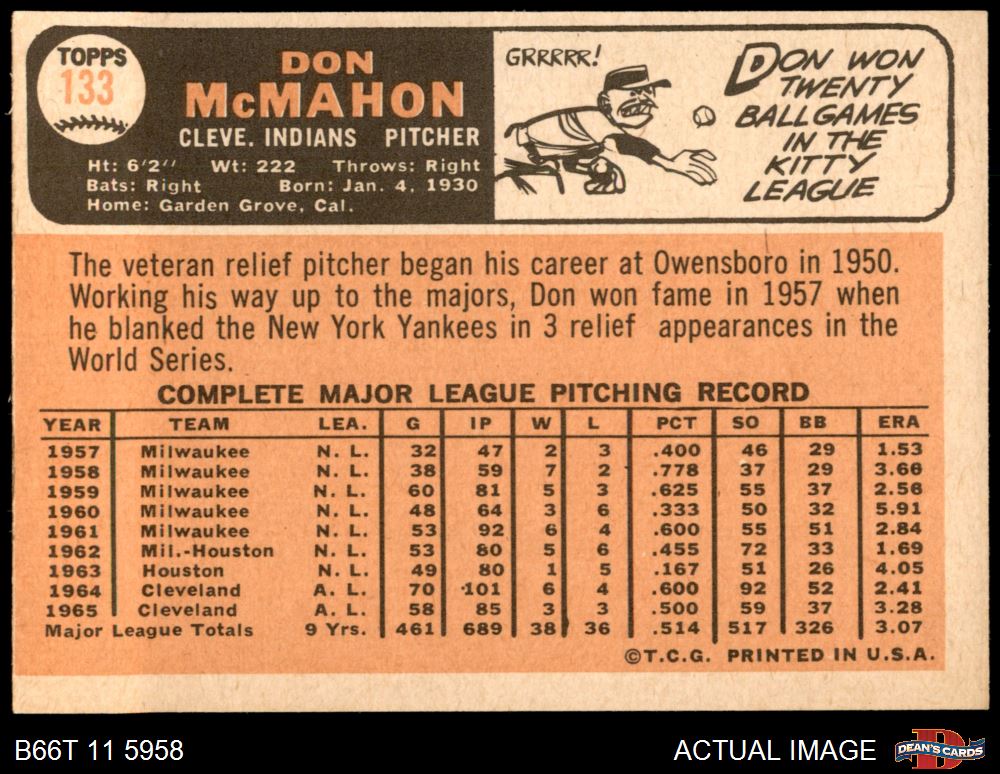 TOPPS
133
DON
McMAHON
CLEVE. INDIANS PITCHER
Ht: 6'2" Wt: 222 Throws: Right
Bats: Right Born: Jan. 4, 1930
Home: Garden Grove, Cal.
GRRRRR!
DON WON
TWENTY
BALLGAMES
IN THE
KITTY
LEAGUE
The veteran relief pitcher began his career at Owensboro in 1950.
Working his way up to the majors, Don won fame in 1957 when
he blanked the New York Yankees in 3 relief appearances in the
World Series.
COMPLETE MAJOR LEAGUE PITCHING RECORD
YEAR TEAM LEA. G IP W L PCT SO BB ERA
1957 Milwaukee N. L. 32 47 2 3 .400 46 29 1.53
1958 Milwaukee N. L. 38 59 7 2 .778 37 29 3.66
1959 Milwaukee N. L. 60 81 5 3 .625 55 37 2.56
1960 Milwaukee N. L. 48 64 3 6 .333 50 32 5.91
1961 Milwaukee N. L. 53 92 6 4 .600 55 51 2.84
1962 Mil.-Houston N. L. 53 80 5 6 .455 72 33 1.69
1963 Houston N. L. 49 80 1 5 .167 51 26 4.05
1964 Cleveland A. L. 70 101 6 4 .600 92 52 2.41
1965 Cleveland A. L. 58 85 3 3 .500 59 37 3.28
Major League Totals 9 Yrs. 461 689 38 36 .514 517 326 3.07
©T.C.G. PRINTED IN U.S.A.
B66T 11 5958
ACTUAL IMAGE
DEAN'S CARDS